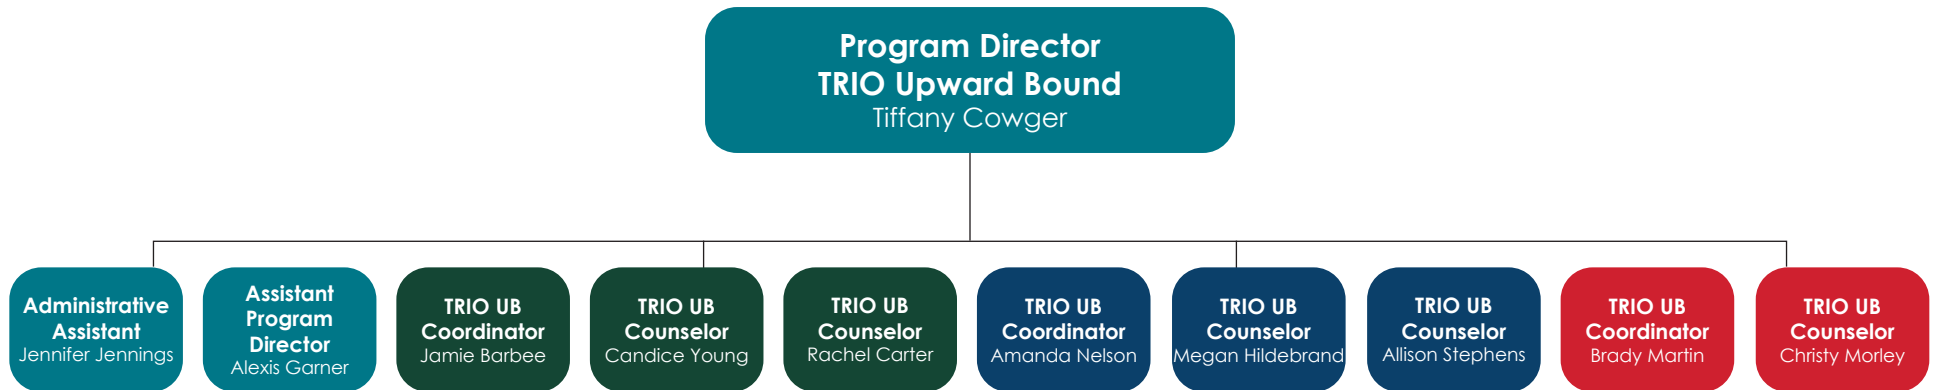 Program Director
TRIO Upward Bound
Tiffany Cowger
Administrative
Assistant
Jennifer Jennings
Assistant
Program
Director
Alexis Garner
TRIO UB
Coordinator
Jamie Barbee
TRIO UB
Counselor
Candice Young
TRIO UB
Counselor
Rachel Carter
TRIO UB
Coordinator
Amanda Nelson
TRIO UB
Counselor
Megan Hildebrand
TRIO UB
Counselor
Allison Stephens
TRIO UB
Coordinator
Brady Martin
TRIO UB
Counselor
Christy Morley